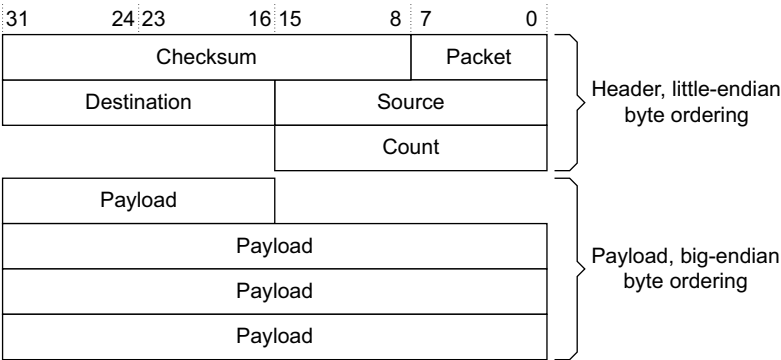 31 24 23 16 15 8 7 0
Checksum Packet
Destination Source
Count
Header, little-endian
byte ordering
Payload
Payload
Payload
Payload
Payload, big-endian
byte ordering